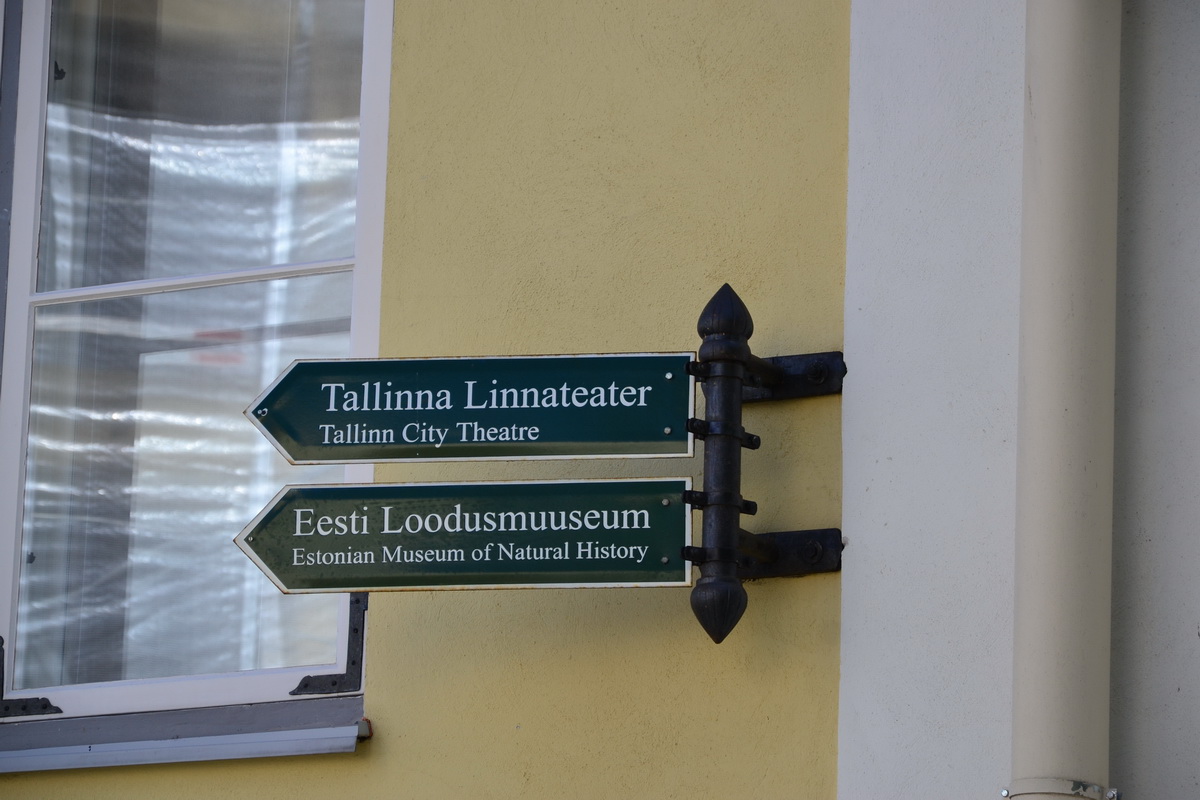 Tallinna Linnateater
Tallinn City Theatre
Eesti Loodusmuuseum
Estonian Museum of Natural History